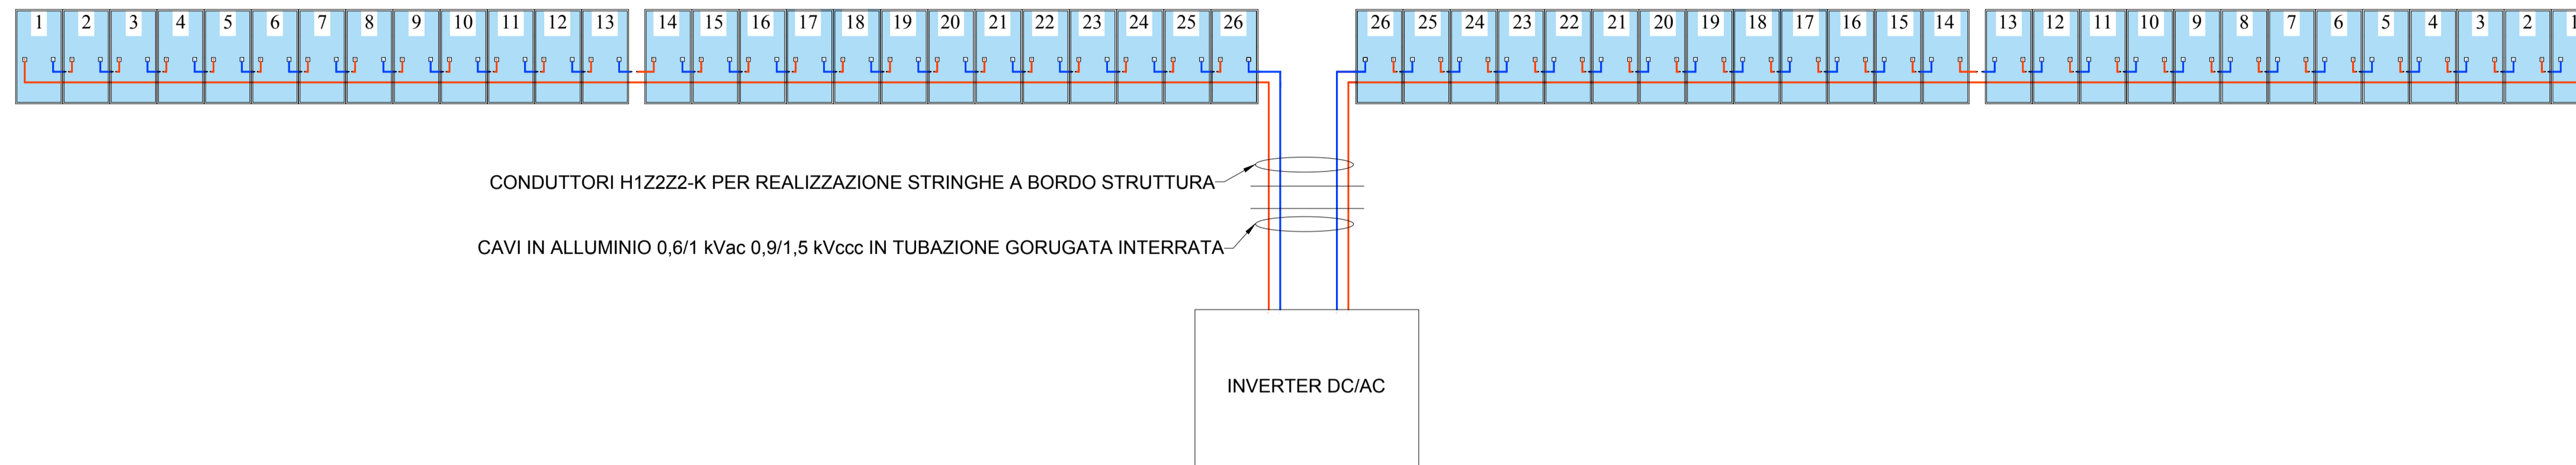 1 2 3 4 5 6 7 8 9 10 11 12 13 14 15 16 17 18 19 20 21 22 23 24 25 26 26 25 24 23 22 21 20 19 18 17 16 15 14 13 12 11 10 9 8 7 6 5 4 3 2 1
CONDUTTORI H1Z2Z2-K PER REALIZZAZIONE STRINGHE A BORDO STRUTTURA
CAVI IN ALLUMINIO 0,6/1 kVac 0,9/1,5 kVccc IN TUBAZIONE GORUGATA INTERRATA
INVERTER DC/AC